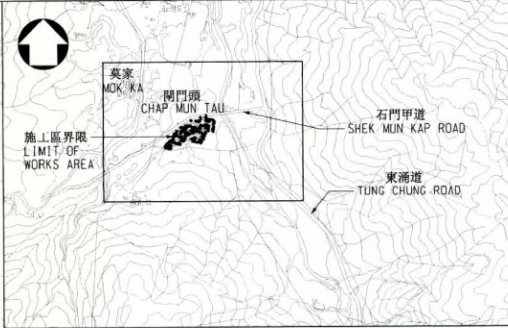 莫家
MOK KA
閘門頭
CHAP MUN TAU
石門甲道
SHEK MUN KAP ROAD
施工區界限
LIMIT OF
WORKS AREA
東涌道
TUNG CHUNG ROAD